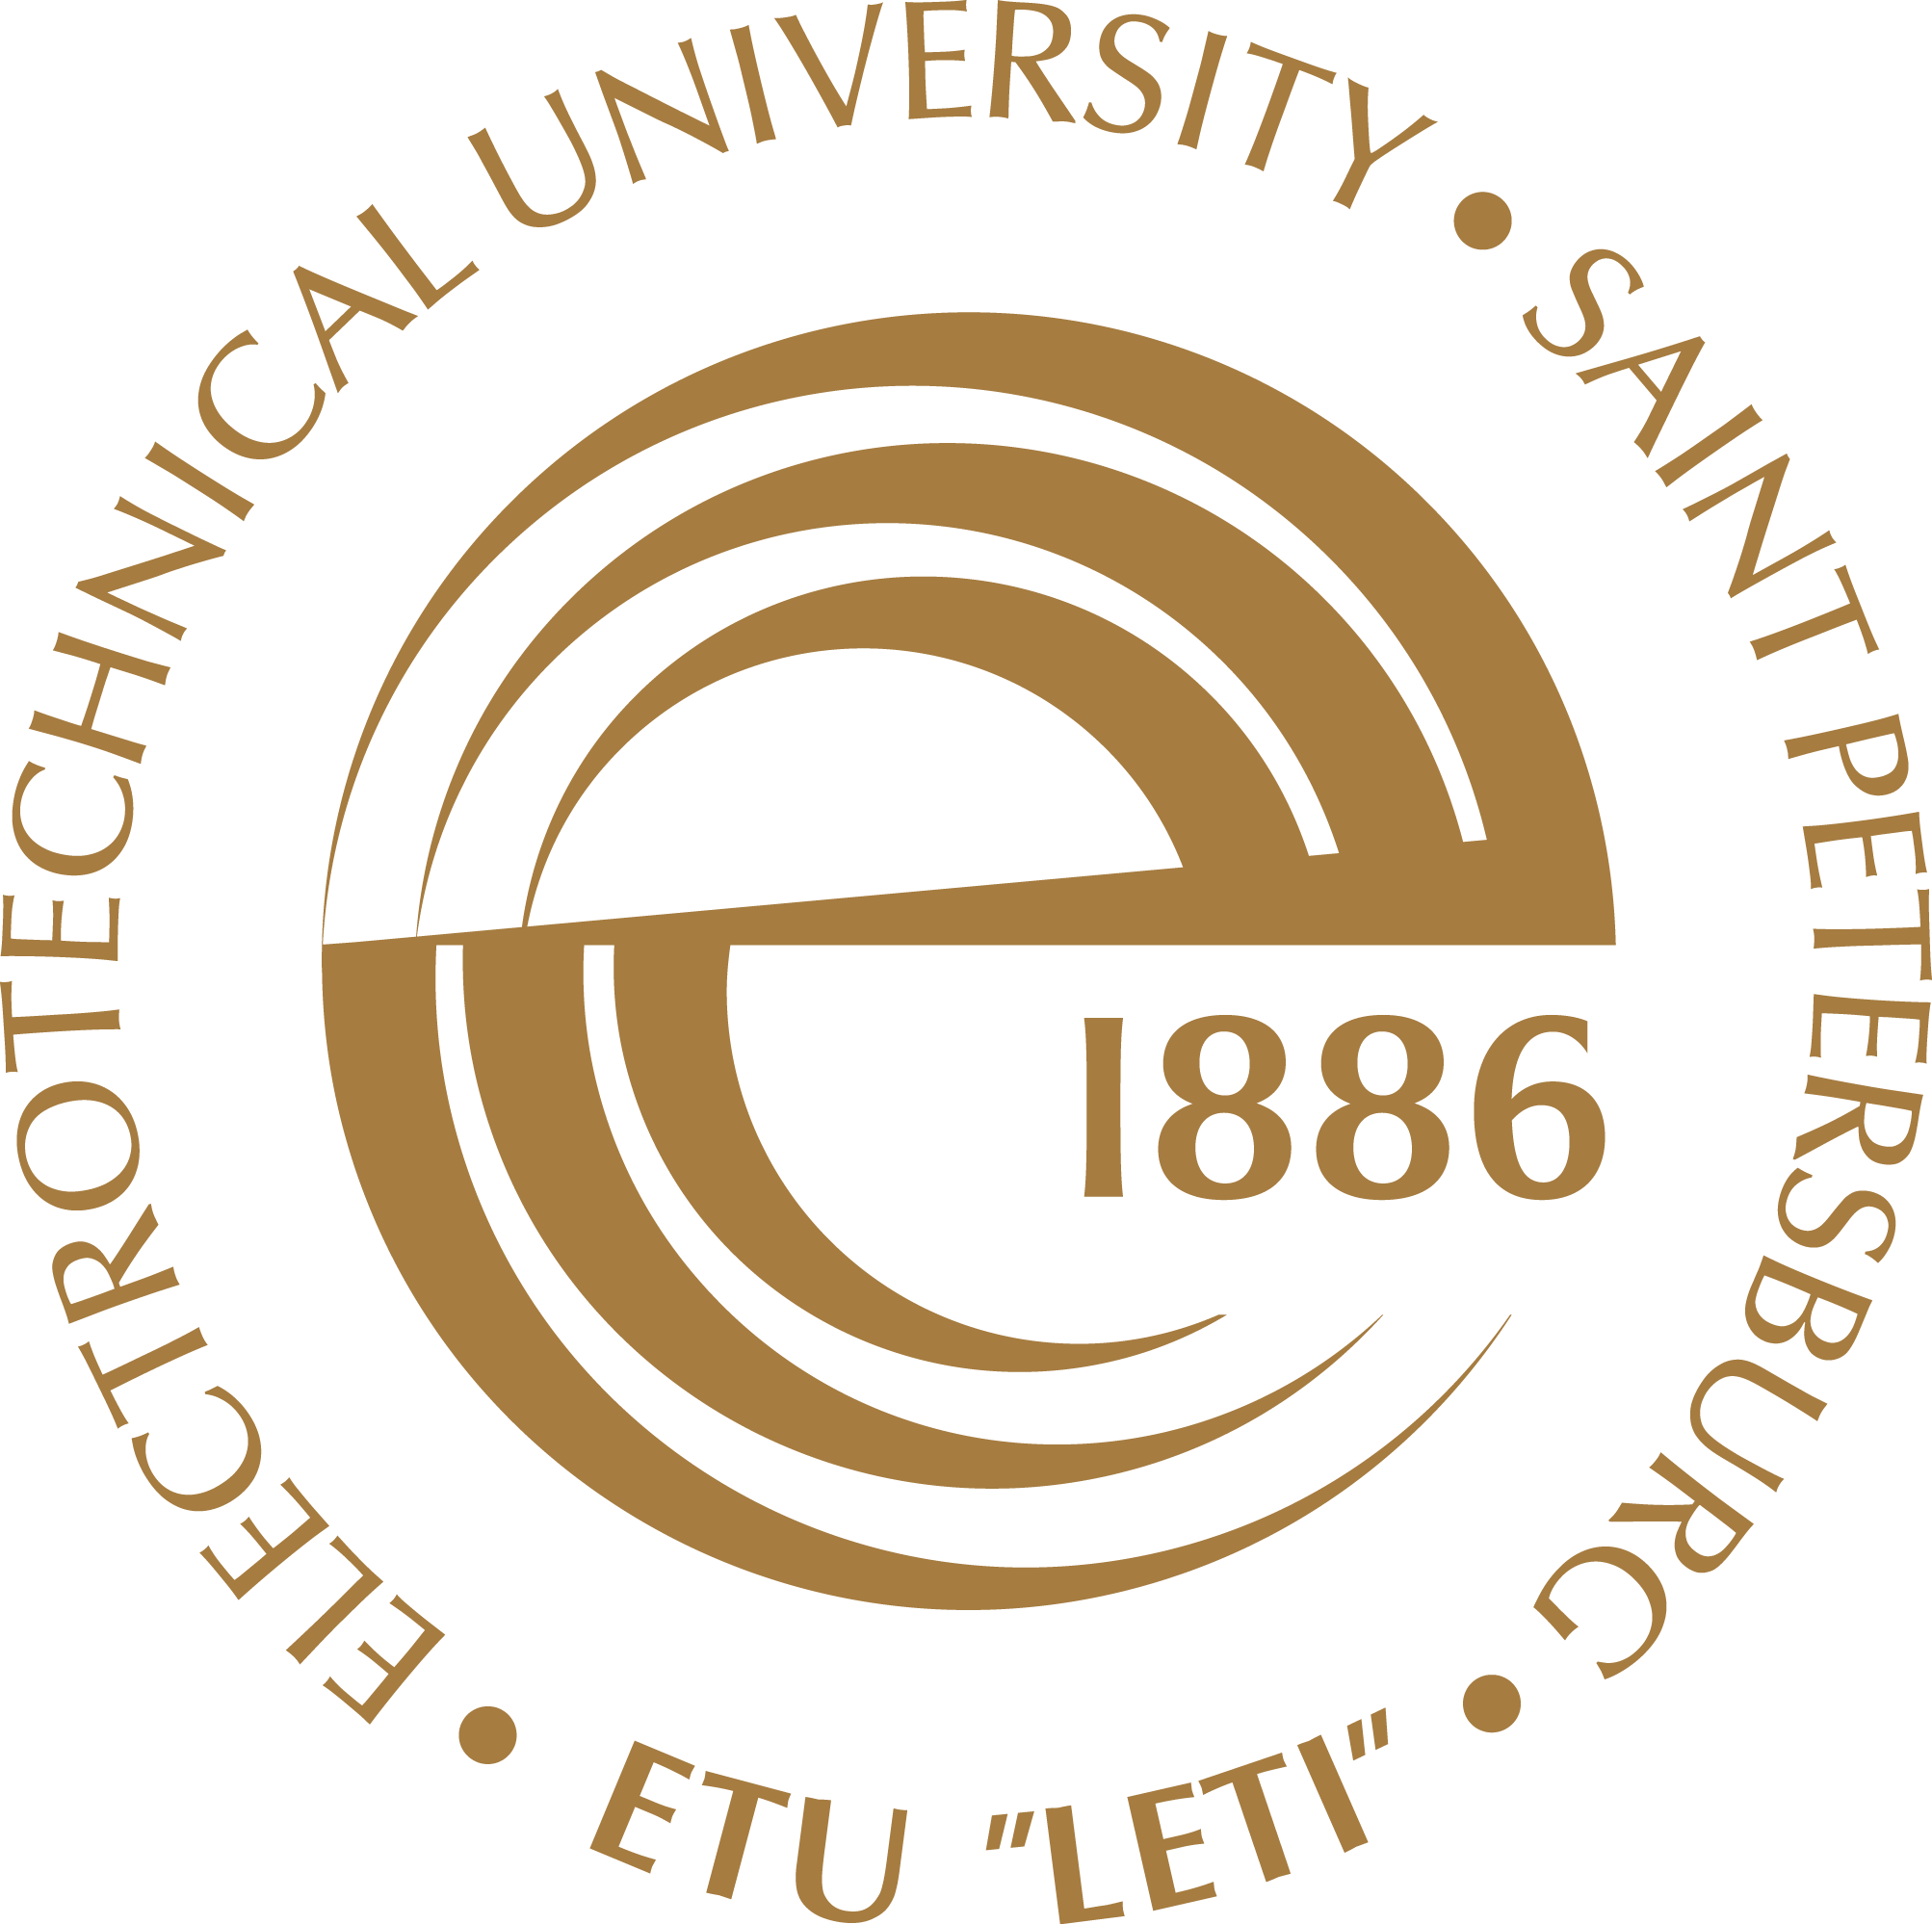 ELECTROTECHNICAL UNIVERSITY • SAINT PETERSBURG •
1886
ETU "LETI"